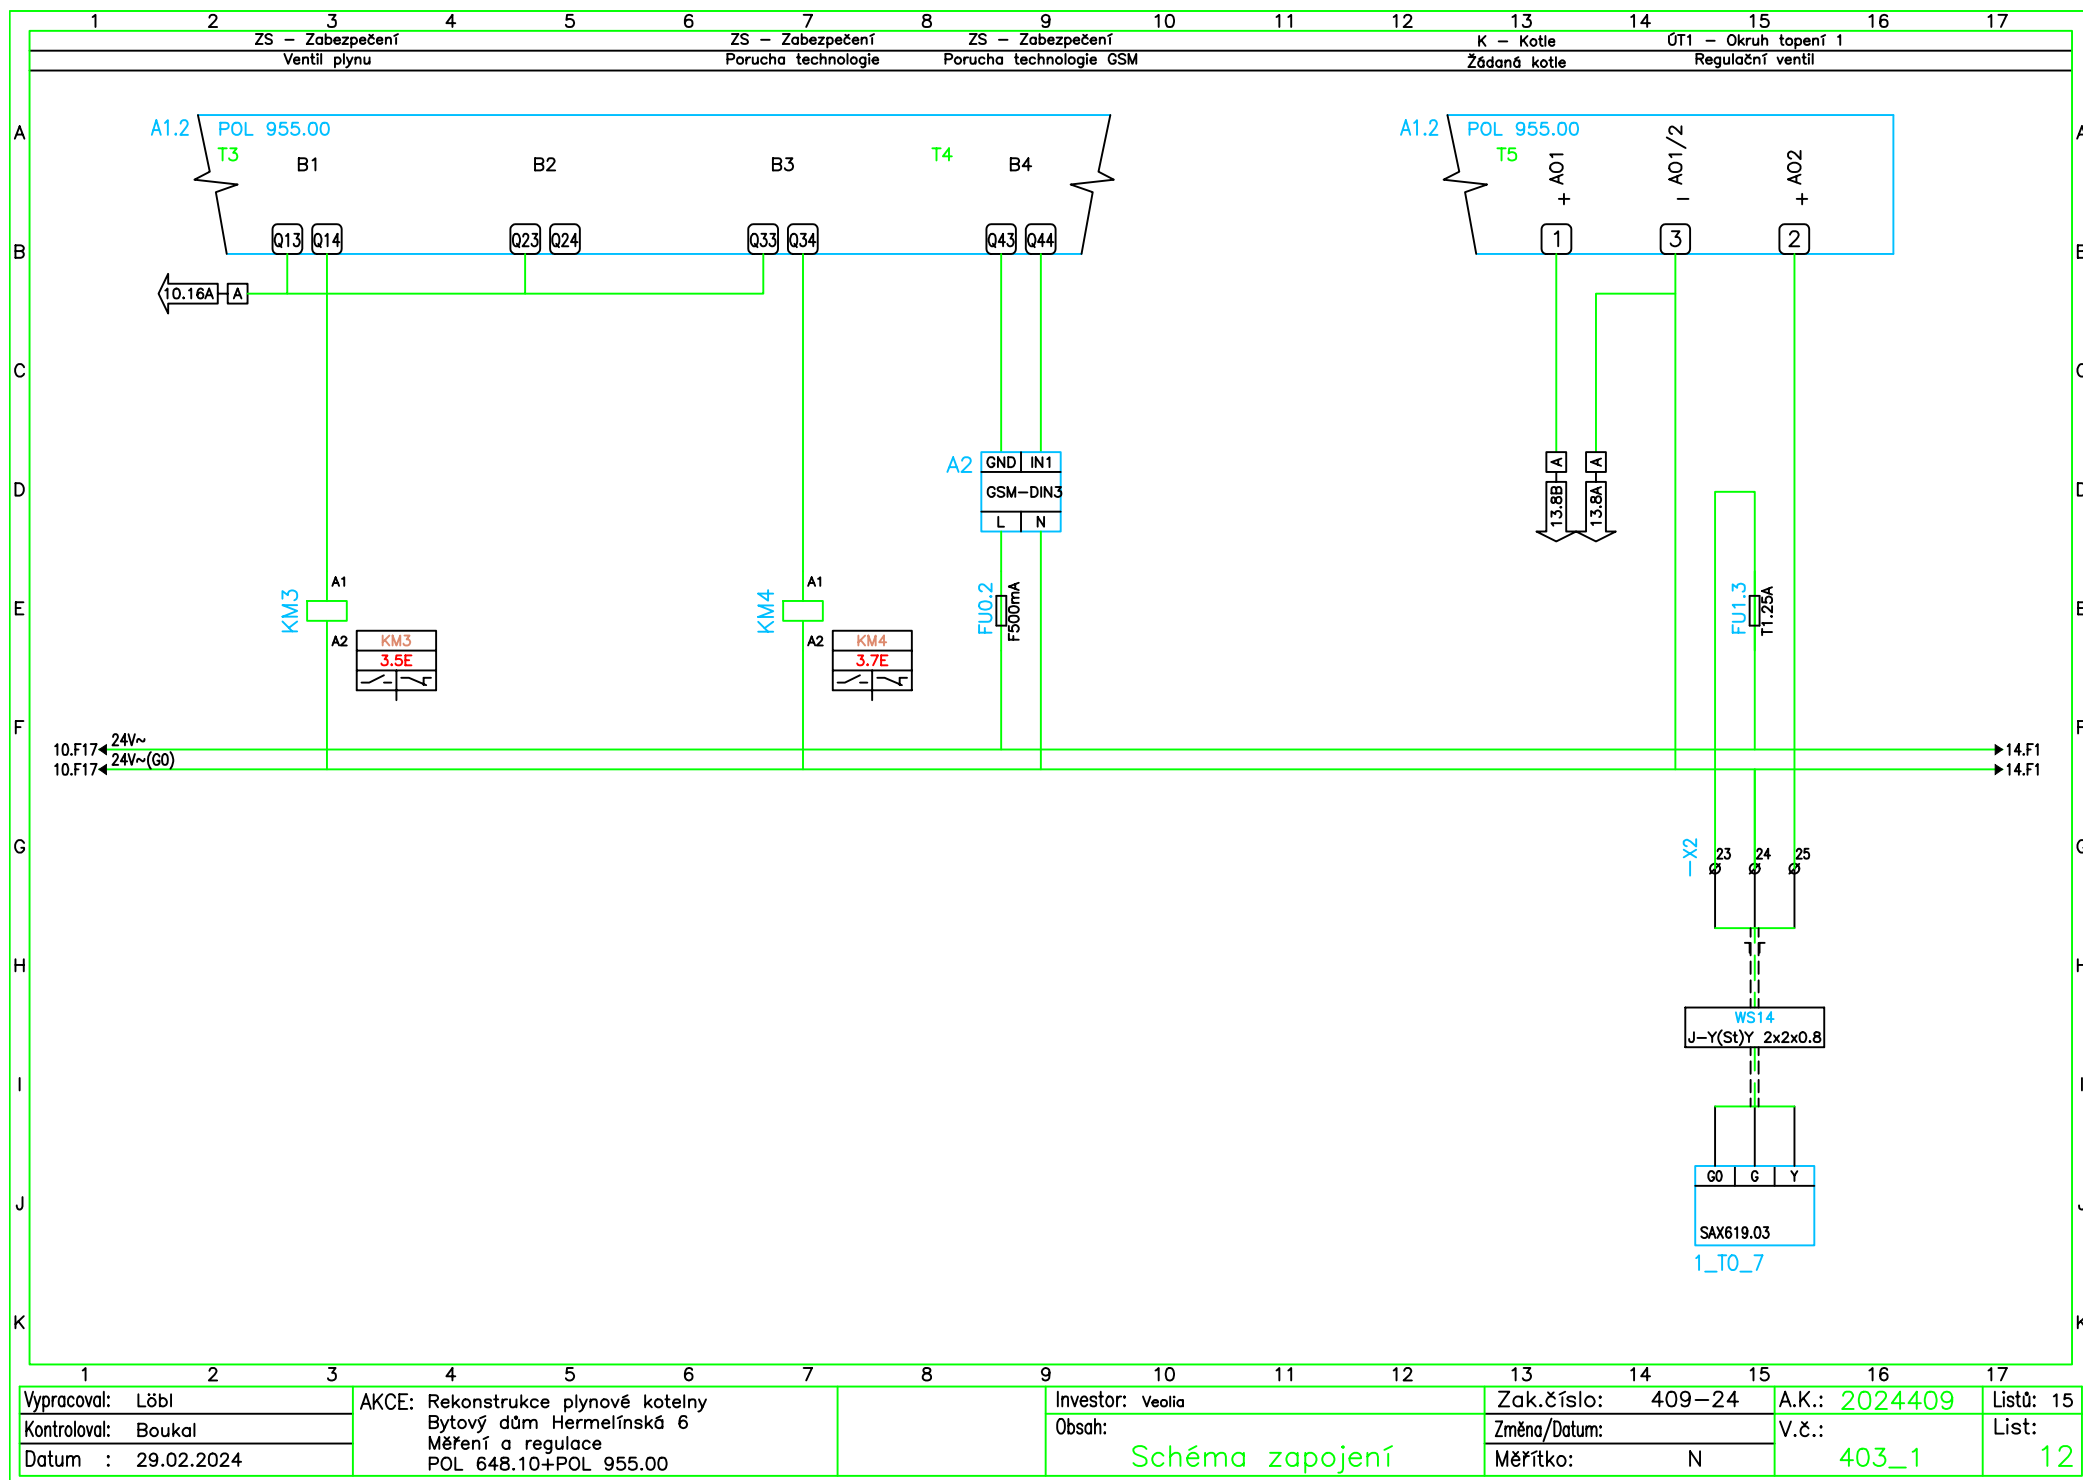 1 2 3 4 5 6 7 8 9 10 11 12 13 14 15 16 17
ZS – Zabezpečení
Ventil plynu
ZS – Zabezpečení
Porucha technologie
ZS – Zabezpečení
Porucha technologie GSM
K – Kotle
Žádaná kotle
ÚT1 – Okruh topení 1
Regulační ventil
A
B
C
D
E
F
G
H
I
J
K
A1.2 POL 955.00
T3 T4
B1 B2 B3 B4
Q13 Q14 Q23 Q24 Q33 Q34 Q43 Q44
10.16A A
A1.2 POL 955.00
T5
+ AO1
– AO1/2
+ AO2
1 3 2
A A
13.8B 13.8A
A2
GND IN1
GSM–DIN3
L N
KM3
A1
A2
KM3
3.5E
KM4
A1
A2
KM4
3.7E
FU0.2
F500mA
FU1.3
T1.25A
10.F17 24V~ 14.F1
10.F17 24V~(G0) 14.F1
–X2
23 24 25
WS14
J–Y(St)Y 2x2x0.8
G0 G Y
SAX619.03
1_TO_7
1 2 3 4 5 6 7 8 9 10 11 12 13 14 15 16 17
Vypracoval: Löbl
Kontroloval: Boukal
Datum : 29.02.2024
AKCE: Rekonstrukce plynové kotelny
Bytový dům Hermelínská 6
Měření a regulace
POL 648.10+POL 955.00
Investor: Veolia
Obsah:
Schéma zapojení
Zak.číslo: 409–24
Změna/Datum:
Měřítko: N
A.K.: 2024409
V.č.:
403_1
Listů: 15
List:
12